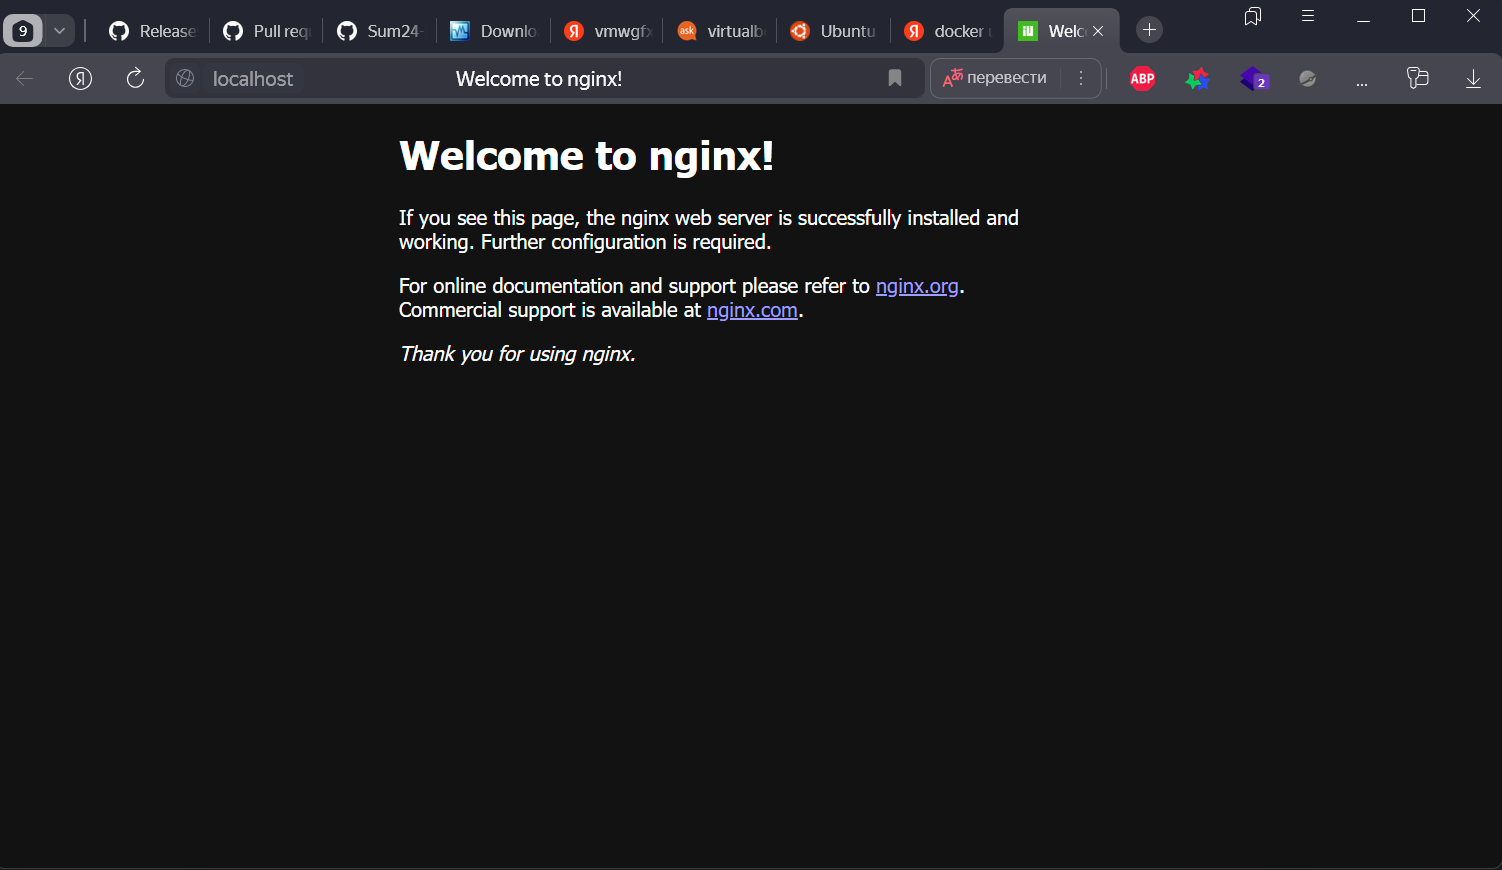 9
Release
Pull requ
Sum24-
Downlo
Я vmwgfx
ask virtualb
Ubuntu
Я docker u
Welc
Я
localhost
Welcome to nginx!
перевести
ABP
2
...
Welcome to nginx!
If you see this page, the nginx web server is successfully installed and
working. Further configuration is required.
For online documentation and support please refer to nginx.org.
Commercial support is available at nginx.com.
Thank you for using nginx.